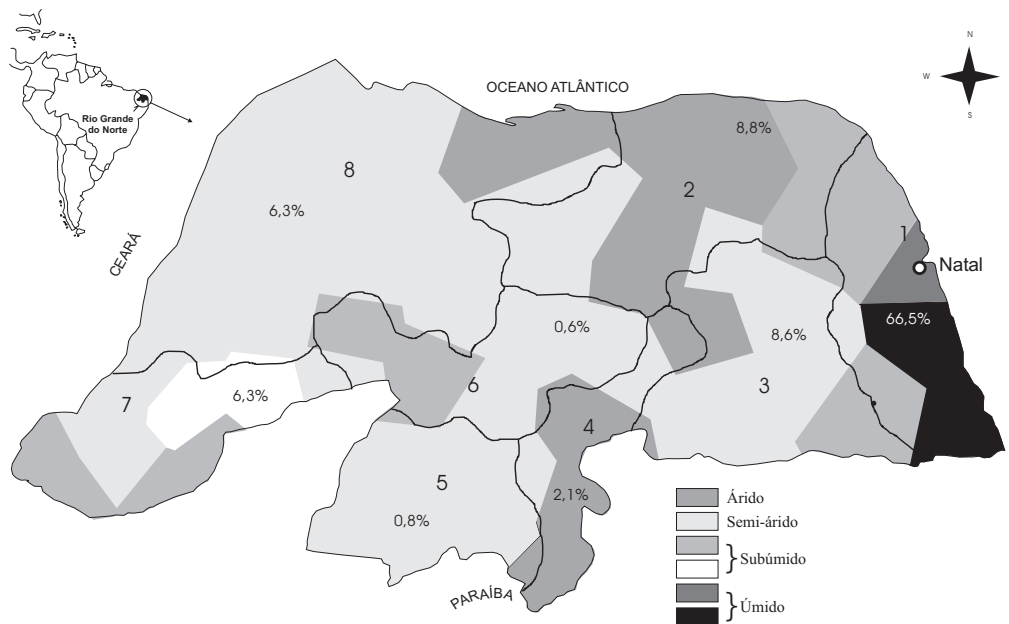 N
W
S
OCEANO ATLÂNTICO
Rio Grande
do Norte
8,8%
8
2
6,3%
1
CEARÁ
Natal
0,6%
66,5%
8,6%
6
3
7
6,3%
4
5
2,1%
0,8%
PARAÍBA
Árido
Semi-árido
Subúmido
Úmido